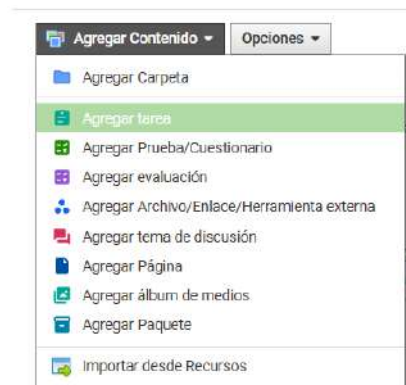 Agregar Contenido Opciones
Agregar Carpeta
Agregar tarea
Agregar Prueba/Cuestionario
Agregar evaluación
Agregar Archivo/Enlace/Herramienta externa
Agregar tema de discusión
Agregar Página
Agregar álbum de medios
Agregar Paquete
Importar desde Recursos